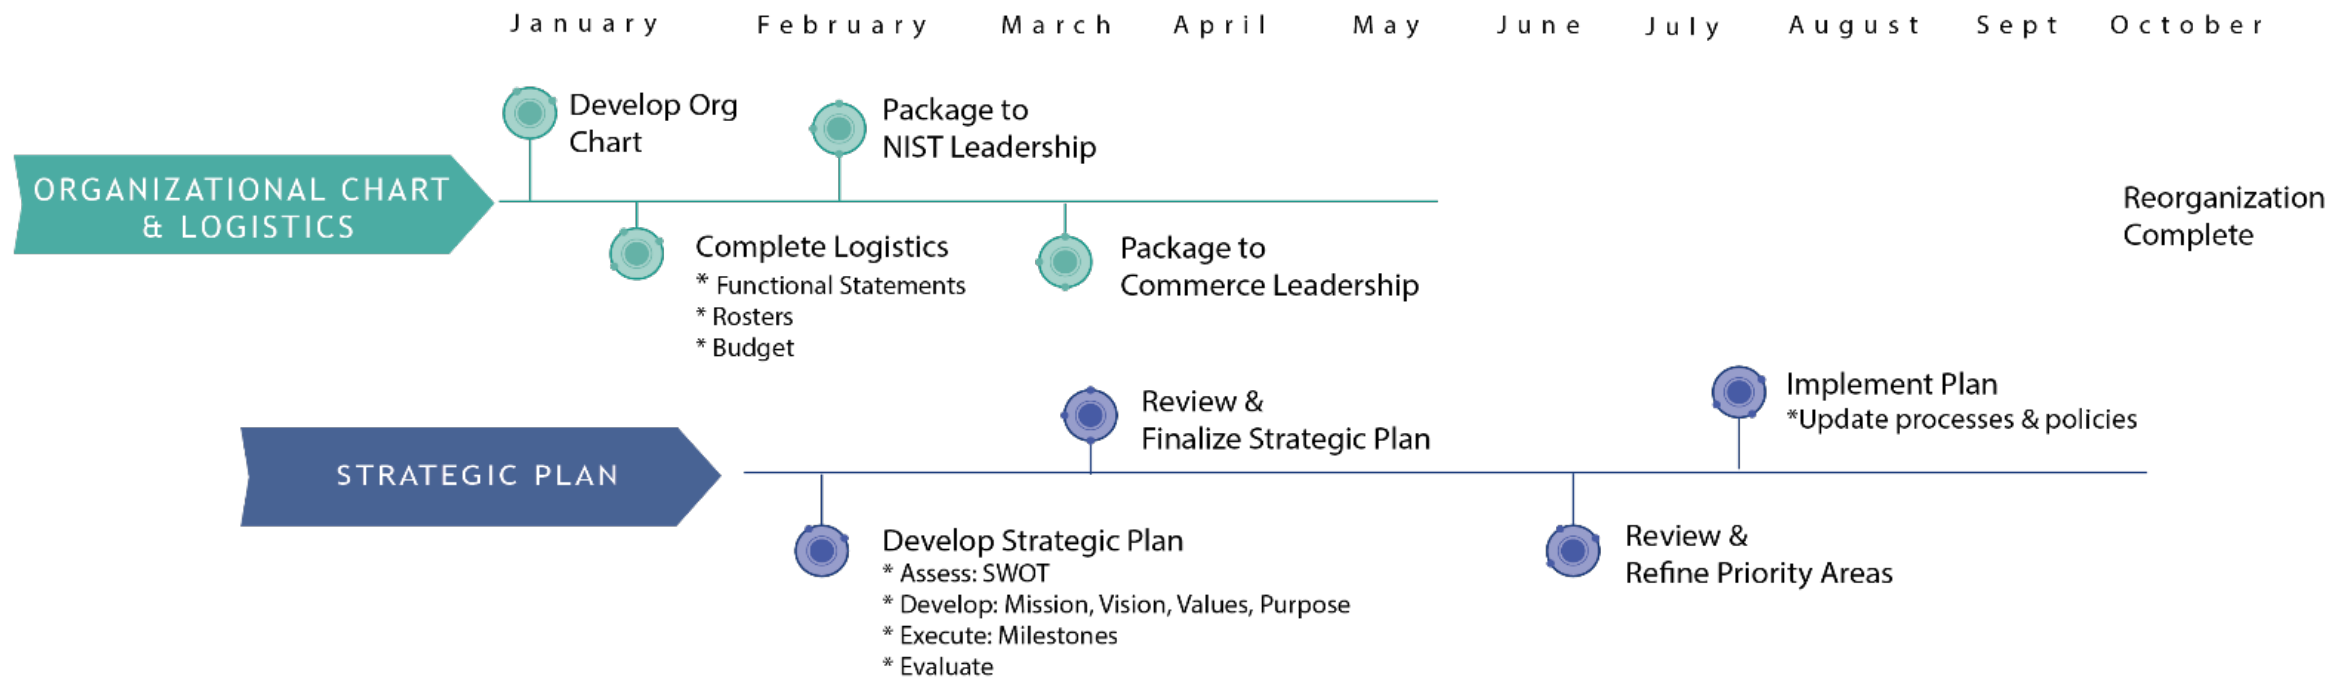 January February March April May June July August Sept October
Develop Org
Chart
Package to
NIST Leadership
ORGANIZATIONAL CHART
& LOGISTICS
Complete Logistics
* Functional Statements
* Rosters
* Budget
Package to
Commerce Leadership
Reorganization
Complete
STRATEGIC PLAN
Review &
Finalize Strategic Plan
Implement Plan
*Update processes & policies
Develop Strategic Plan
* Assess: SWOT
* Develop: Mission, Vision, Values, Purpose
* Execute: Milestones
* Evaluate
Review &
Refine Priority Areas